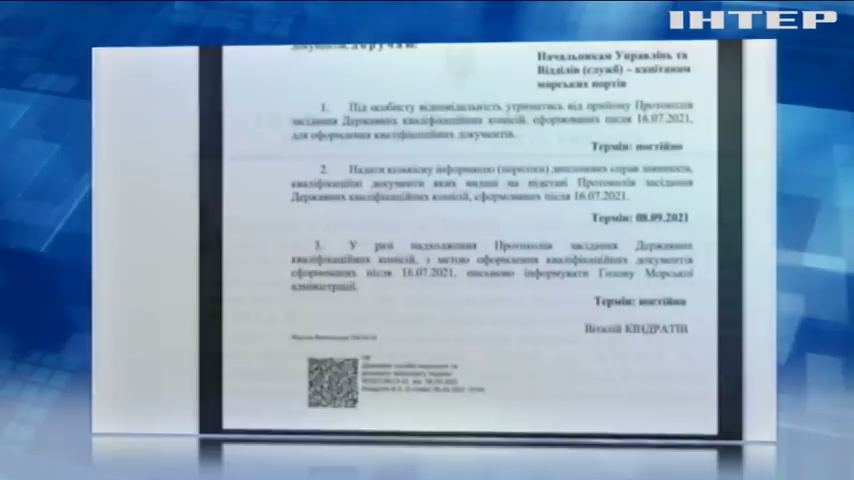 ІНТЕР
документів, д о р у ч а ю:
Начальникам Управлінь та
Відділів (служб) – капітанам
морських портів
1. Під особисту відповідальність утриматись від прийому Протоколів
засідання Державних кваліфікаційних комісій, сформованих після 16.07.2021,
для оформлення кваліфікаційних документів.
Термін: постійно
2. Надати кількісну інформацію (переліки) дипломних справ моряків,
кваліфікаційні документи яких видані на підставі Протоколів засідання
Державних кваліфікаційних комісій, сформованих після 16.07.2021.
Термін: 08.09.2021
3. У разі надходження Протоколів засідання Державних
кваліфікаційних комісій, з метою оформлення кваліфікаційних документів
сформованих після 16.07.2021, письмово інформувати Голову Морської
адміністрації.
Термін: постійно
Віталій КІНДРАТІВ